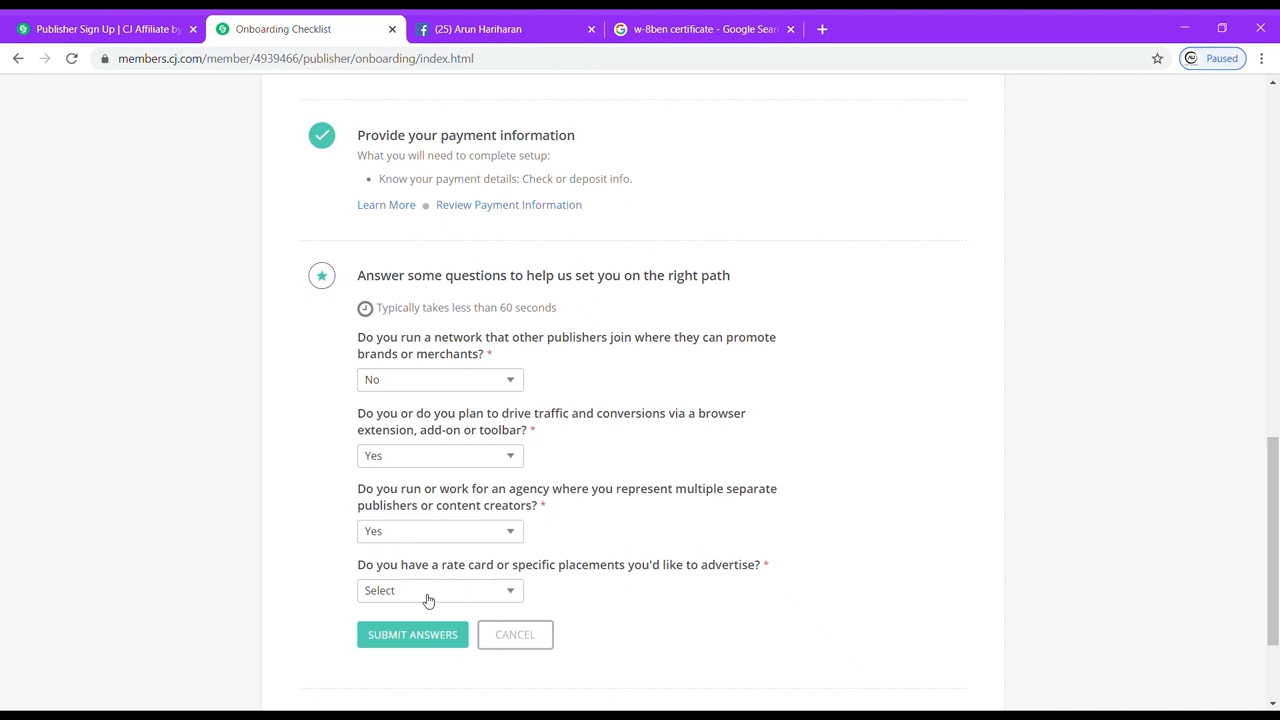 Publisher Sign Up | CJ Affiliate by
Onboarding Checklist
(25) Arun Hariharan
w-8ben certificate - Google Sear
members.cj.com/member/4939466/publisher/onboarding/index.html
Paused
Provide your payment information
What you will need to complete setup:
• Know your payment details: Check or deposit info.
Learn More ● Review Payment Information
Answer some questions to help us set you on the right path
Typically takes less than 60 seconds
Do you run a network that other publishers join where they can promote
brands or merchants? *
No
Do you or do you plan to drive traffic and conversions via a browser
extension, add-on or toolbar? *
Yes
Do you run or work for an agency where you represent multiple separate
publishers or content creators? *
Yes
Do you have a rate card or specific placements you'd like to advertise? *
Select
SUBMIT ANSWERS CANCEL